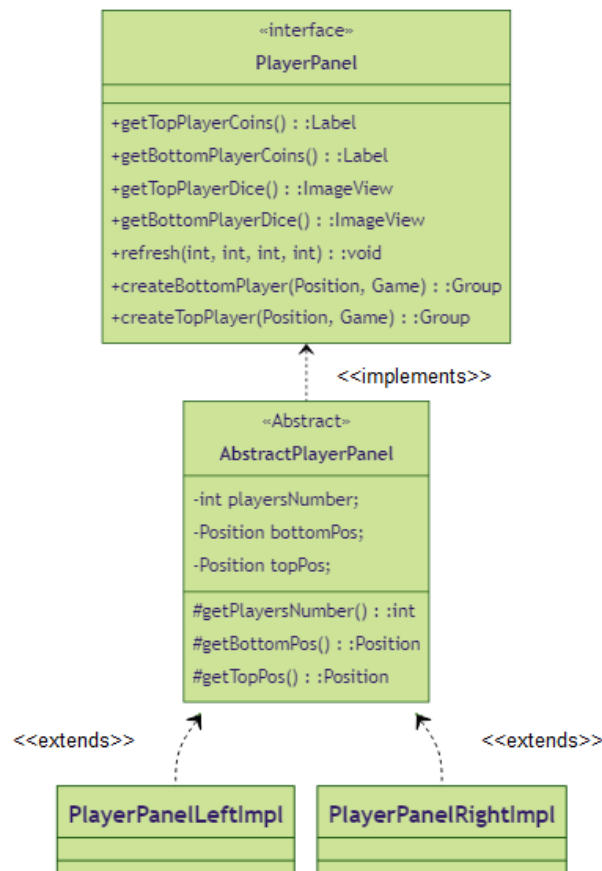 «interface»
PlayerPanel
+getTopPlayerCoins() : :Label
+getBottomPlayerCoins() : :Label
+getTopPlayerDice() : :ImageView
+getBottomPlayerDice() : :ImageView
+refresh(int, int, int, int) : :void
+createBottomPlayer(Position, Game) : :Group
+createTopPlayer(Position, Game) : :Group
<<implements>>
«Abstract»
AbstractPlayerPanel
-int playersNumber;
-Position bottomPos;
-Position topPos;
#getPlayersNumber() : :int
#getBottomPos() : :Position
#getTopPos() : :Position
<<extends>>
<<extends>>
PlayerPanelLeftImpl
PlayerPanelRightImpl